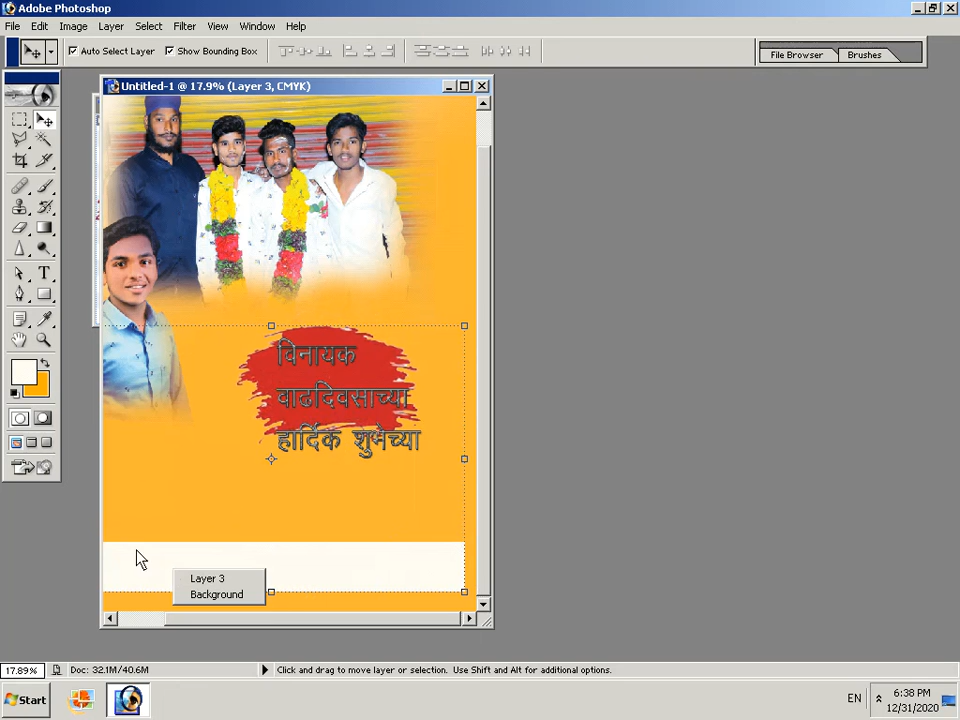 Adobe Photoshop
File Edit Image Layer Select Filter View Window Help
Auto Select Layer Show Bounding Box File Browser Brushes
Untitled-1 @ 17.9% (Layer 3, CMYK)
विनायक
वाढदिवसाच्या
हार्दिक शुभेच्या
Layer 3
Background
17.89% Doc: 32.1M/40.6M Click and drag to move layer or selection. Use Shift and Alt for additional options.
Start EN 6:38 PM
12/31/2020